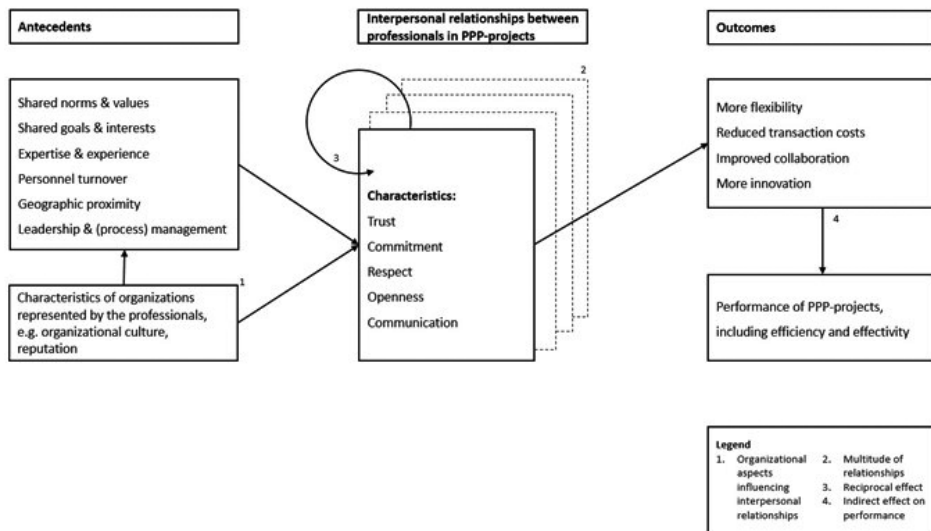 Antecedents
Interpersonal relationships between
professionals in PPP-projects
Outcomes
Shared norms & values
Shared goals & interests
Expertise & experience
Personnel turnover
Geographic proximity
Leadership & (process) management
1
Characteristics of organizations
represented by the professionals,
e.g. organizational culture,
reputation
2
3
Characteristics:
Trust
Commitment
Respect
Openness
Communication
More flexibility
Reduced transaction costs
Improved collaboration
More innovation
4
Performance of PPP-projects,
including efficiency and effectivity
Legend
1. Organizational
aspects
influencing
interpersonal
relationships
2. Multitude of
relationships
3. Reciprocal effect
4. Indirect effect on
performance